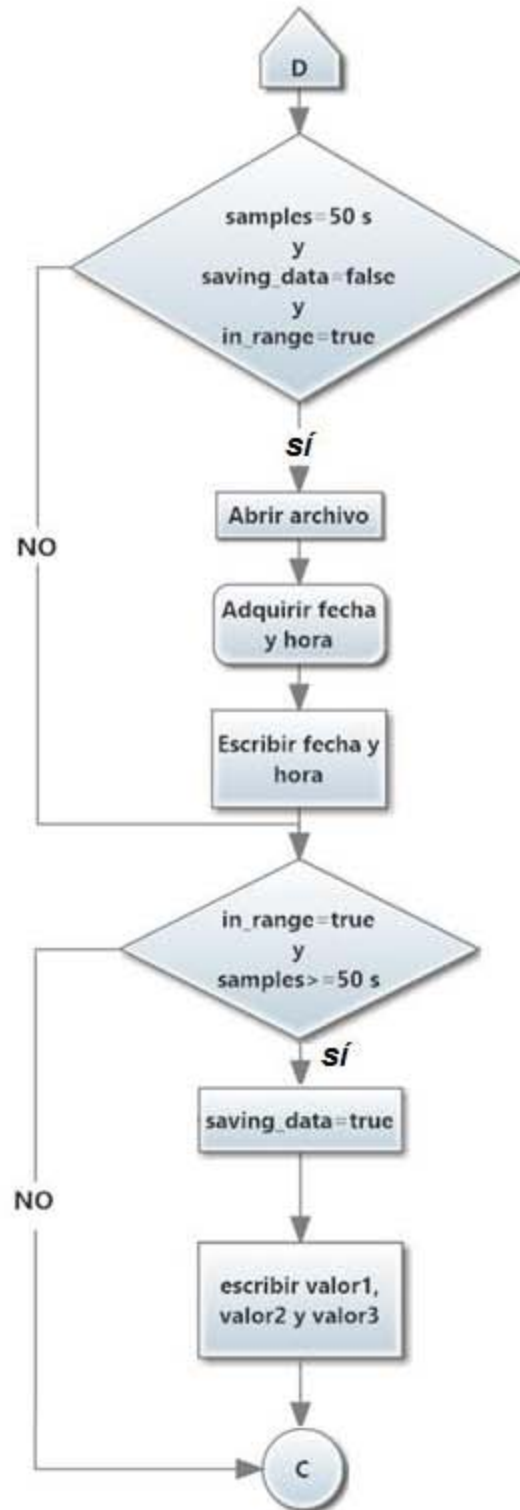 D
samples=50 s
y
saving_data=false
y
in_range=true
sí
Abrir archivo
NO
Adquirir fecha
y hora
Escribir fecha y
hora
in_range=true
y
samples>=50 s
sí
saving_data=true
NO
escribir valor1,
valor2 y valor3
C